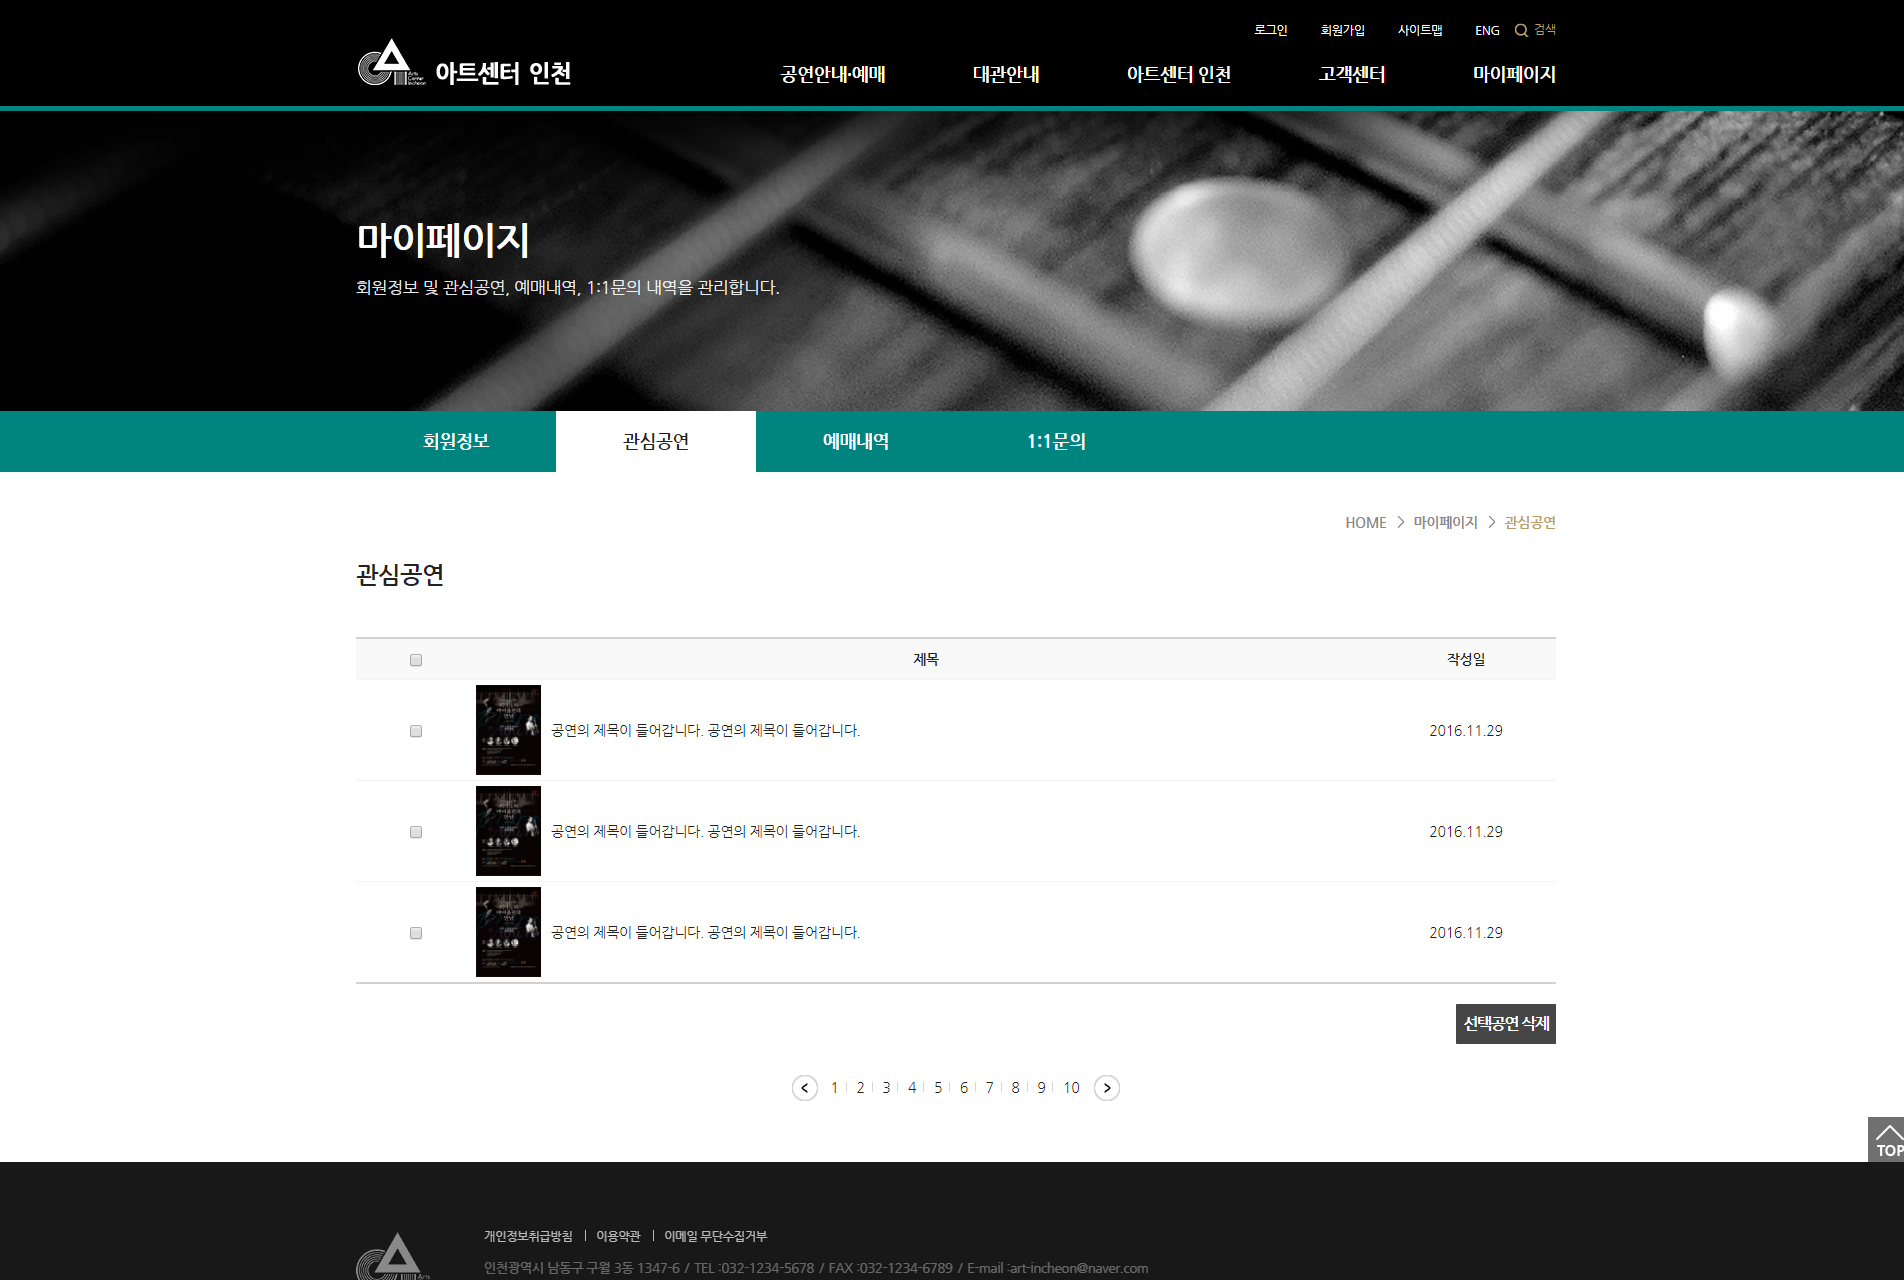 로그인 회원가입 사이트맵 ENG 검색
Arts Center Incheon
아트센터 인천
공연안내·예매 대관안내 아트센터 인천 고객센터 마이페이지
마이페이지
회원정보 및 관심공연, 예매내역, 1:1문의 내역을 관리합니다.
회원정보 관심공연 예매내역 1:1문의
HOME > 마이페이지 > 관심공연
관심공연
제목 작성일
공연의 제목이 들어갑니다. 공연의 제목이 들어갑니다. 2016.11.29
공연의 제목이 들어갑니다. 공연의 제목이 들어갑니다. 2016.11.29
공연의 제목이 들어갑니다. 공연의 제목이 들어갑니다. 2016.11.29
선택공연 삭제
< 1 2 3 4 5 6 7 8 9 10 >
TOP
개인정보취급방침 | 이용약관 | 이메일 무단수집거부
인천광역시 남동구 구월 3동 1347-6 / TEL :032-1234-5678 / FAX :032-1234-6789 / E-mail :art-incheon@naver.com